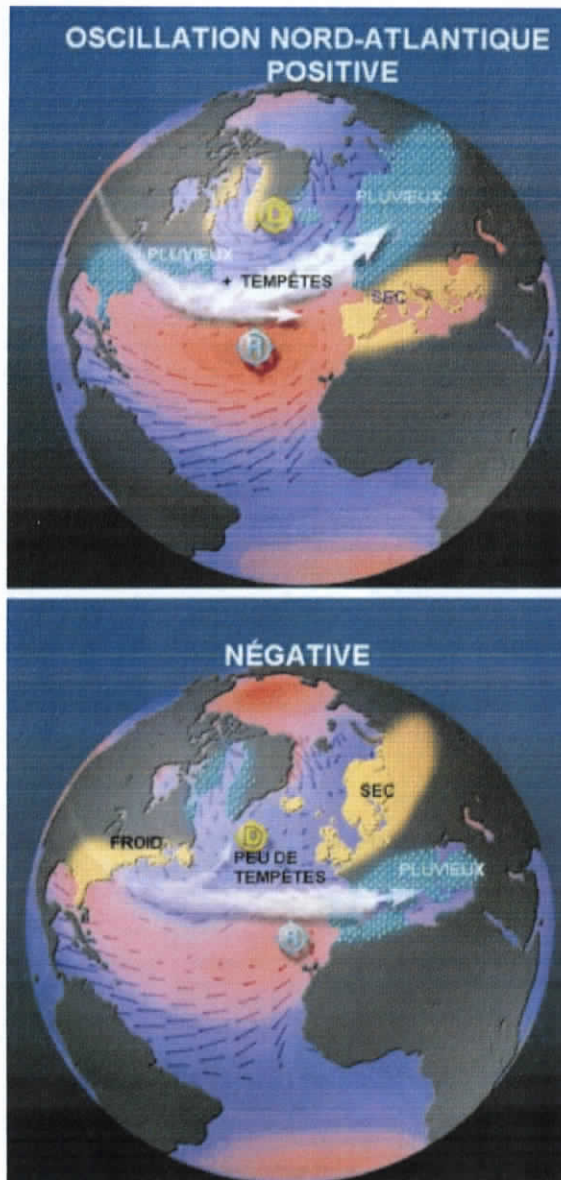 OSCILLATION NORD-ATLANTIQUE
POSITIVE
PLUVIEUX
PLUVIEUX
+ TEMPÊTES
SEC
NÉGATIVE
SEC
FROID
D
PEU DE
TEMPÊTES
PLUVIEUX